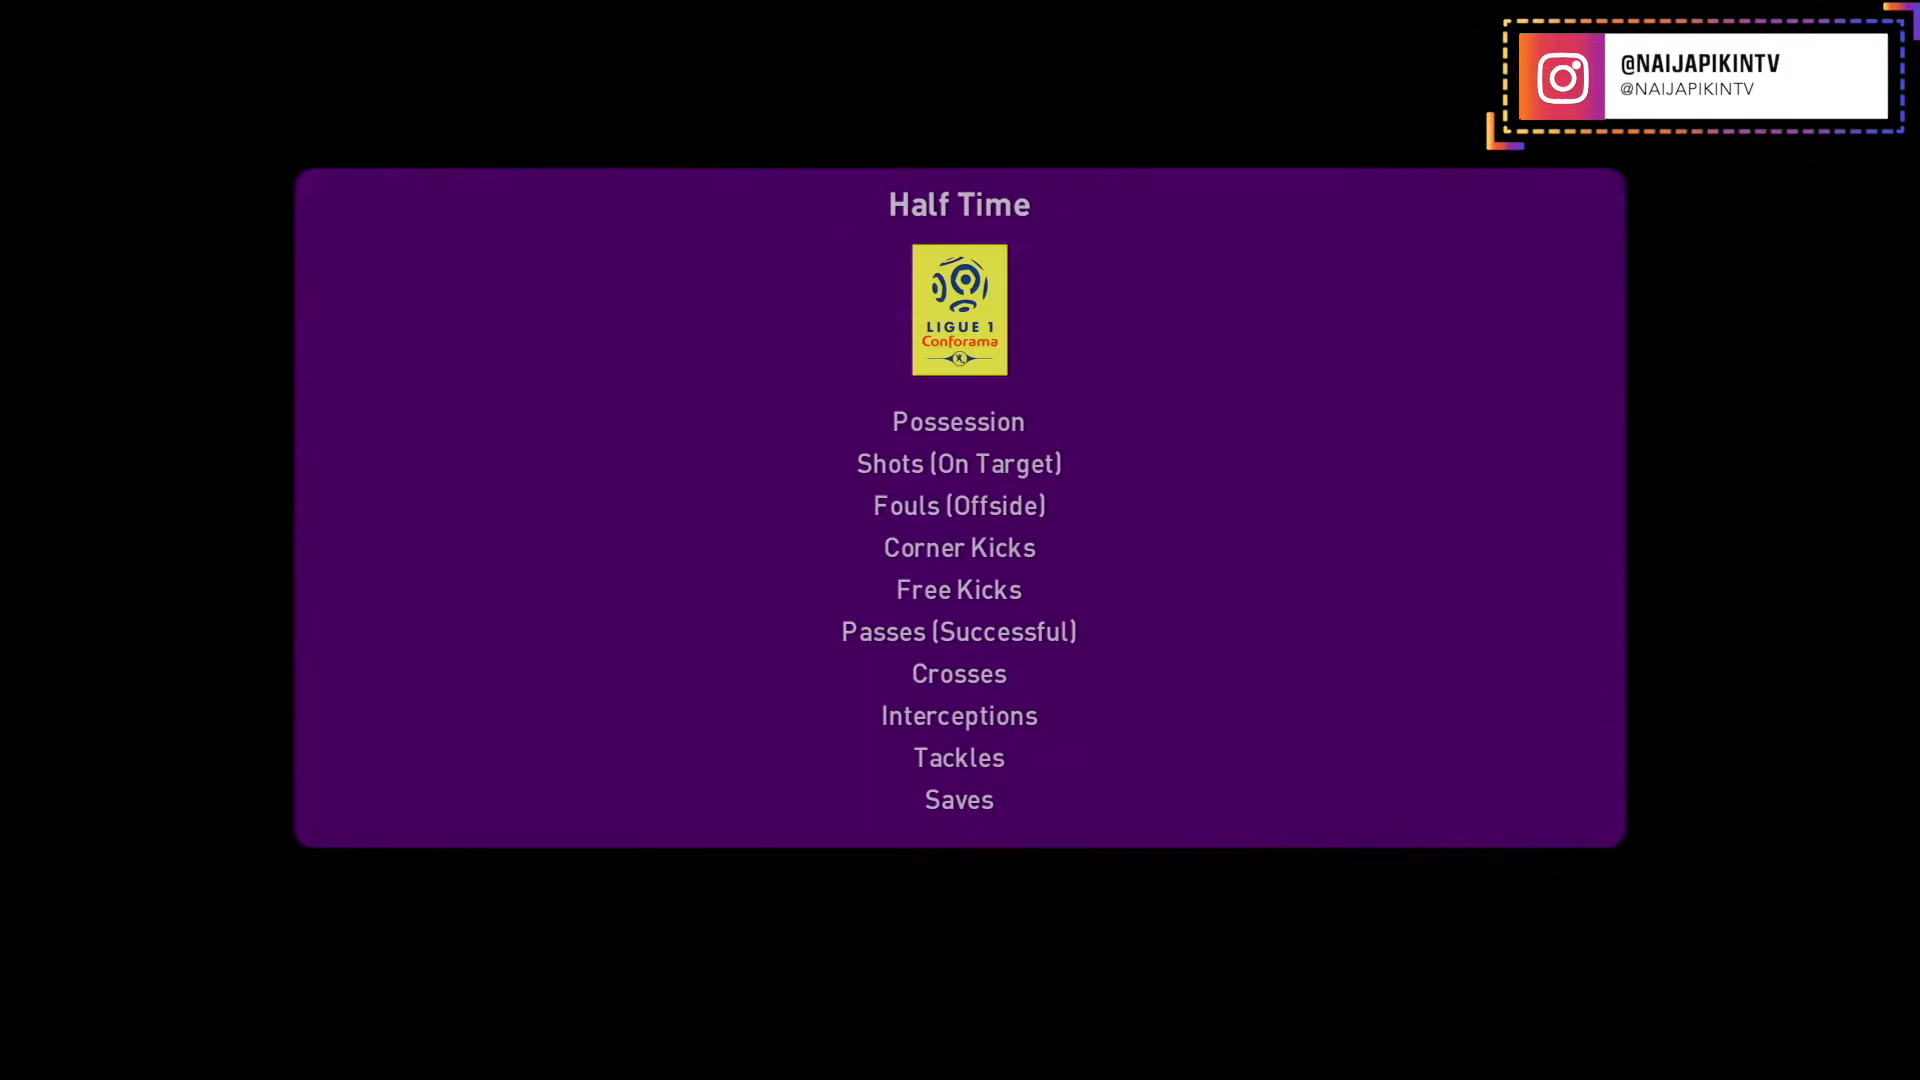 @NAIJAPIKINTV
@NAIJAPIKINTV
Half Time
LIGUE 1
Conforama
Possession
Shots (On Target)
Fouls (Offside)
Corner Kicks
Free Kicks
Passes (Successful)
Crosses
Interceptions
Tackles
Saves